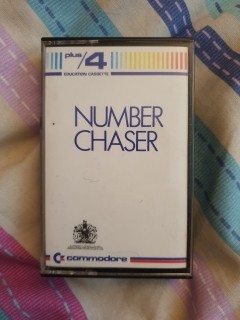 plus/4
EDUCATION CASSETTE
NUMBER
CHASER
commodore